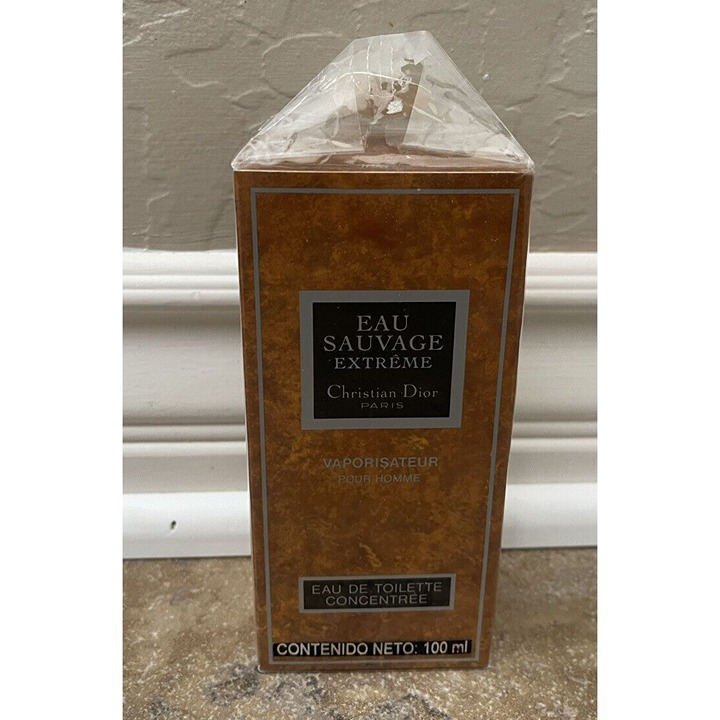 EAU
SAUVAGE
EXTRÊME
Christian Dior
PARIS
VAPORISATEUR
POUR HOMME
EAU DE TOILETTE
CONCENTRÉE
CONTENIDO NETO: 100 ml